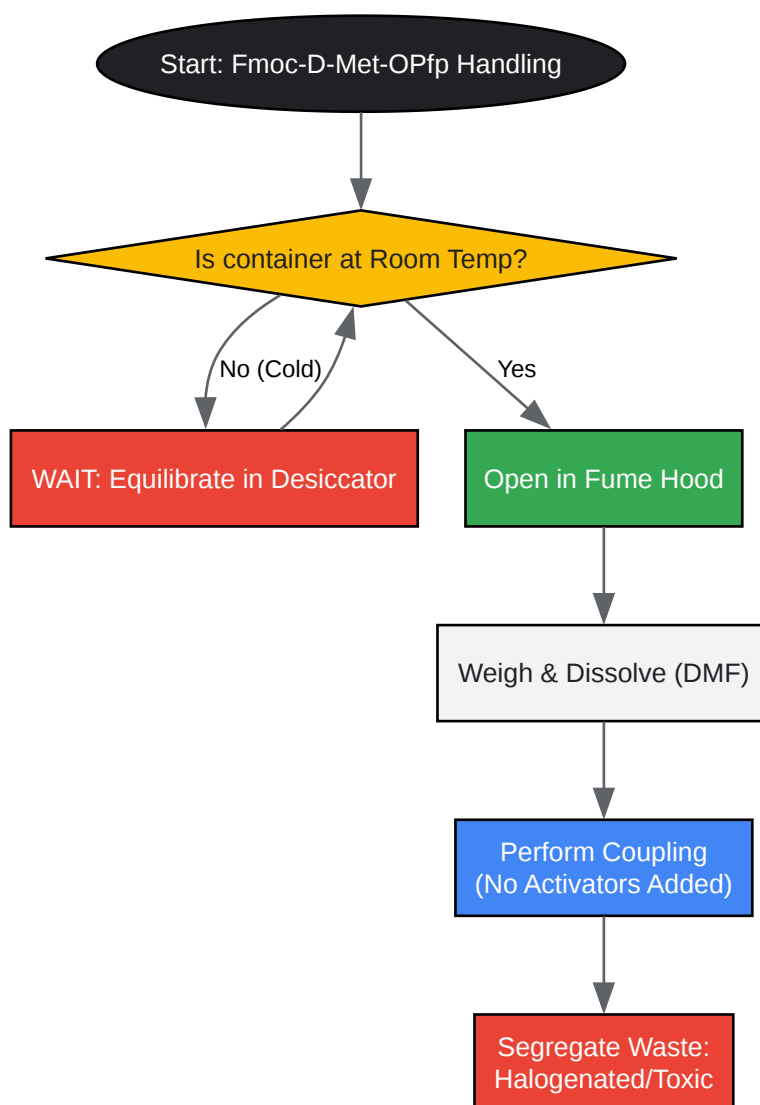 Start: Fmoc-D-Met-OPfp Handling
Is container at Room Temp?
No (Cold)
Yes
WAIT: Equilibrate in Desiccator
Open in Fume Hood
Weigh & Dissolve (DMF)
Perform Coupling
(No Activators Added)
Segregate Waste:
Halogenated/Toxic